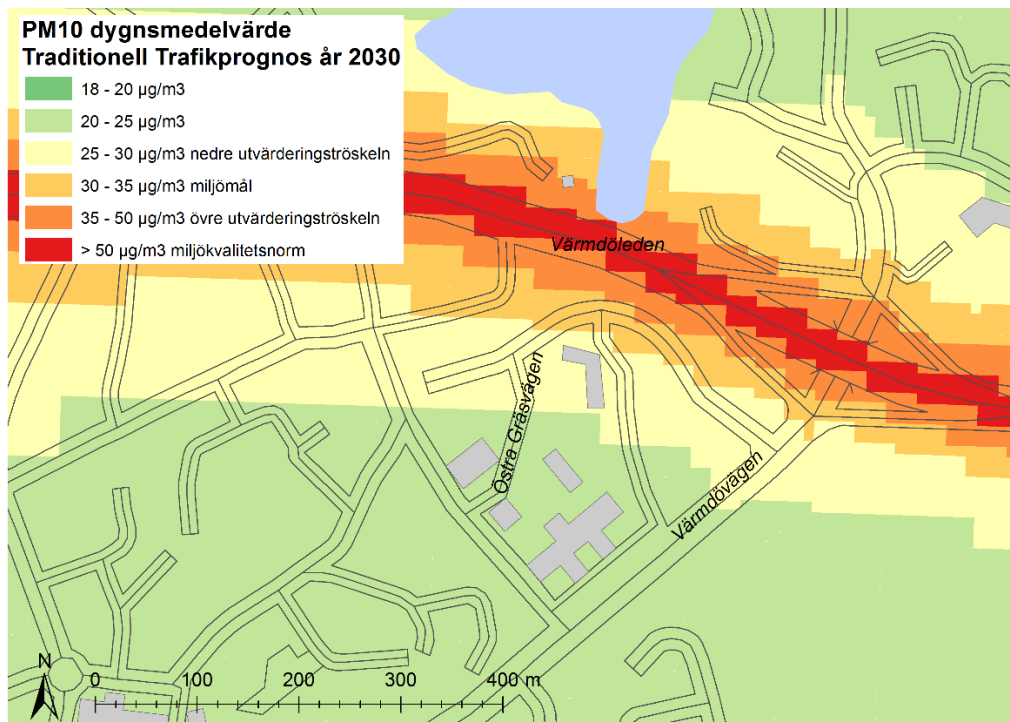 PM10 dygnsmedelvärde
Traditionell Trafikprognos år 2030
18 - 20 µg/m3
20 - 25 µg/m3
25 - 30 µg/m3 nedre utvärderingströskeln
30 - 35 µg/m3 miljömål
35 - 50 µg/m3 övre utvärderingströskeln
> 50 µg/m3 miljökvalitetsnorm
Värmdöleden
Östra Gräsvägen
Värmdövägen
N
0 100 200 300 400 m